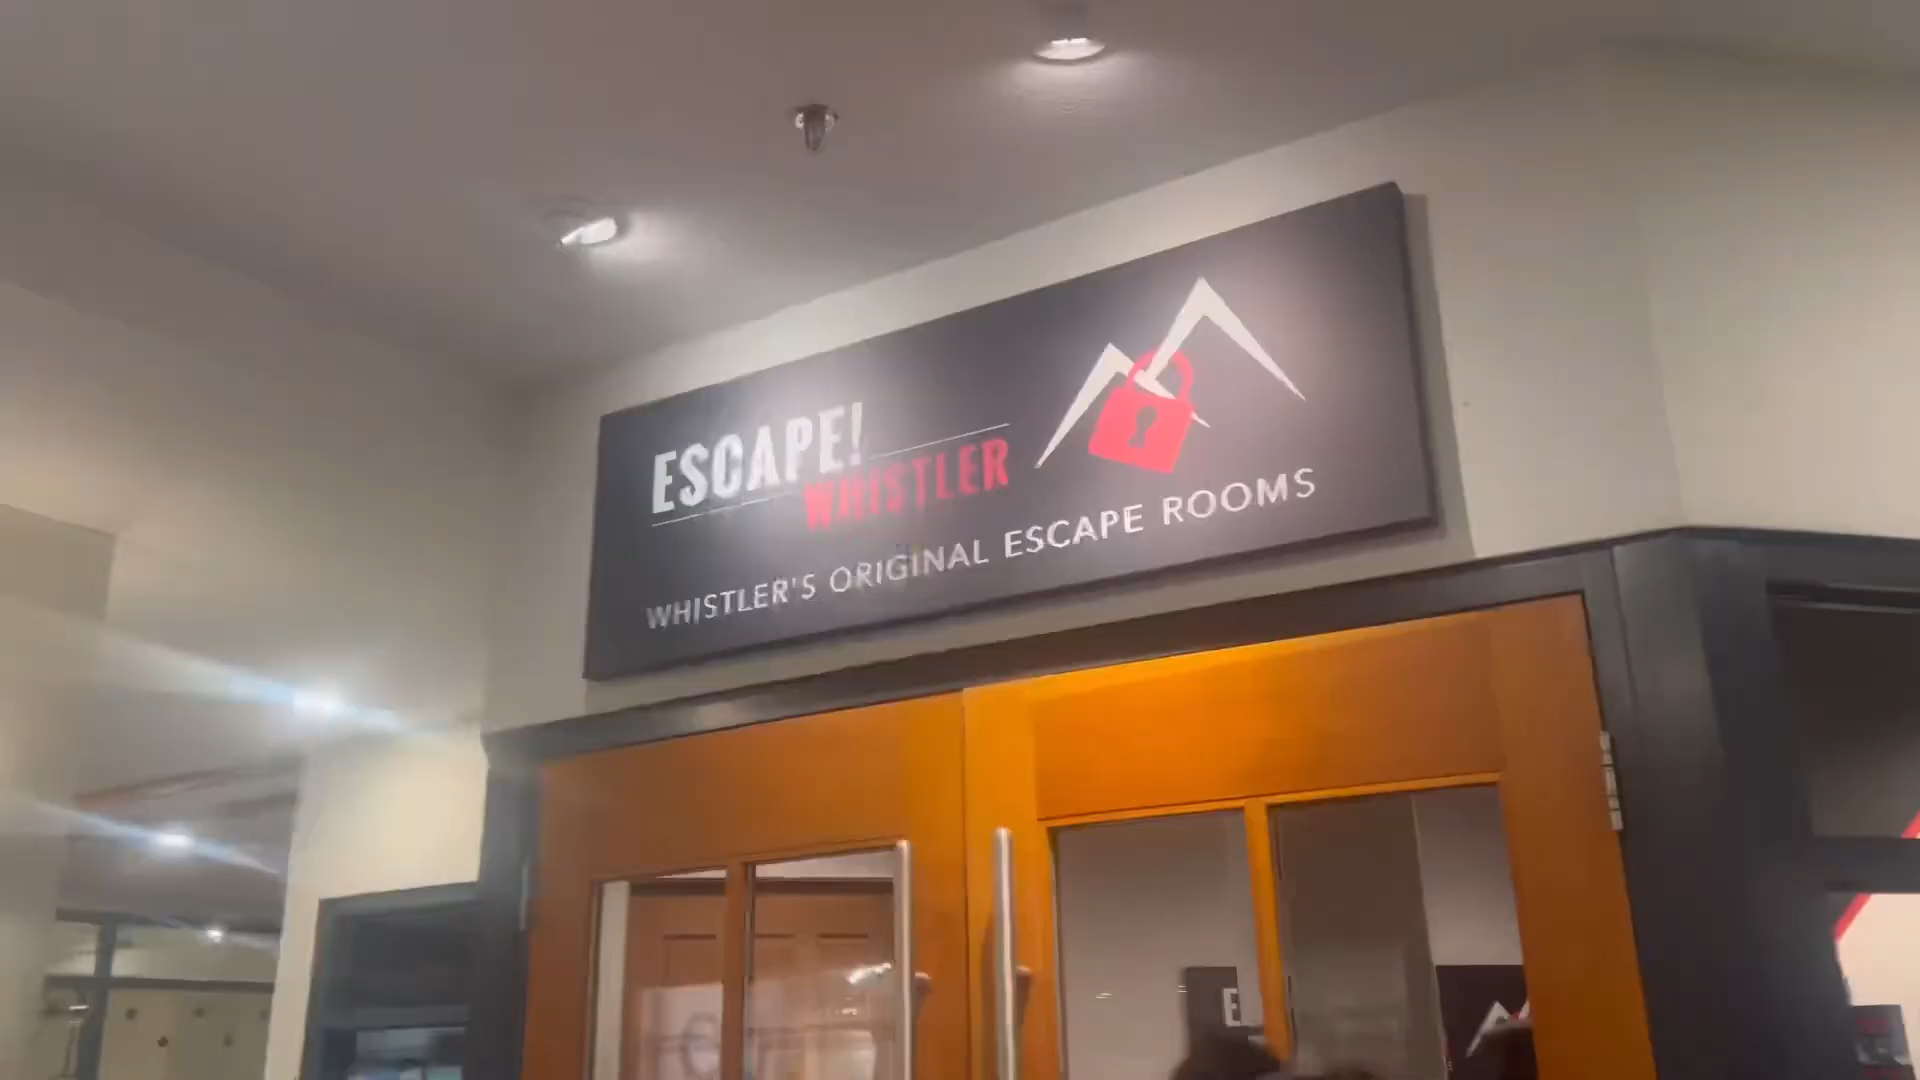 ESCAPE!
WHISTLER
WHISTLER'S ORIGINAL ESCAPE ROOMS
E